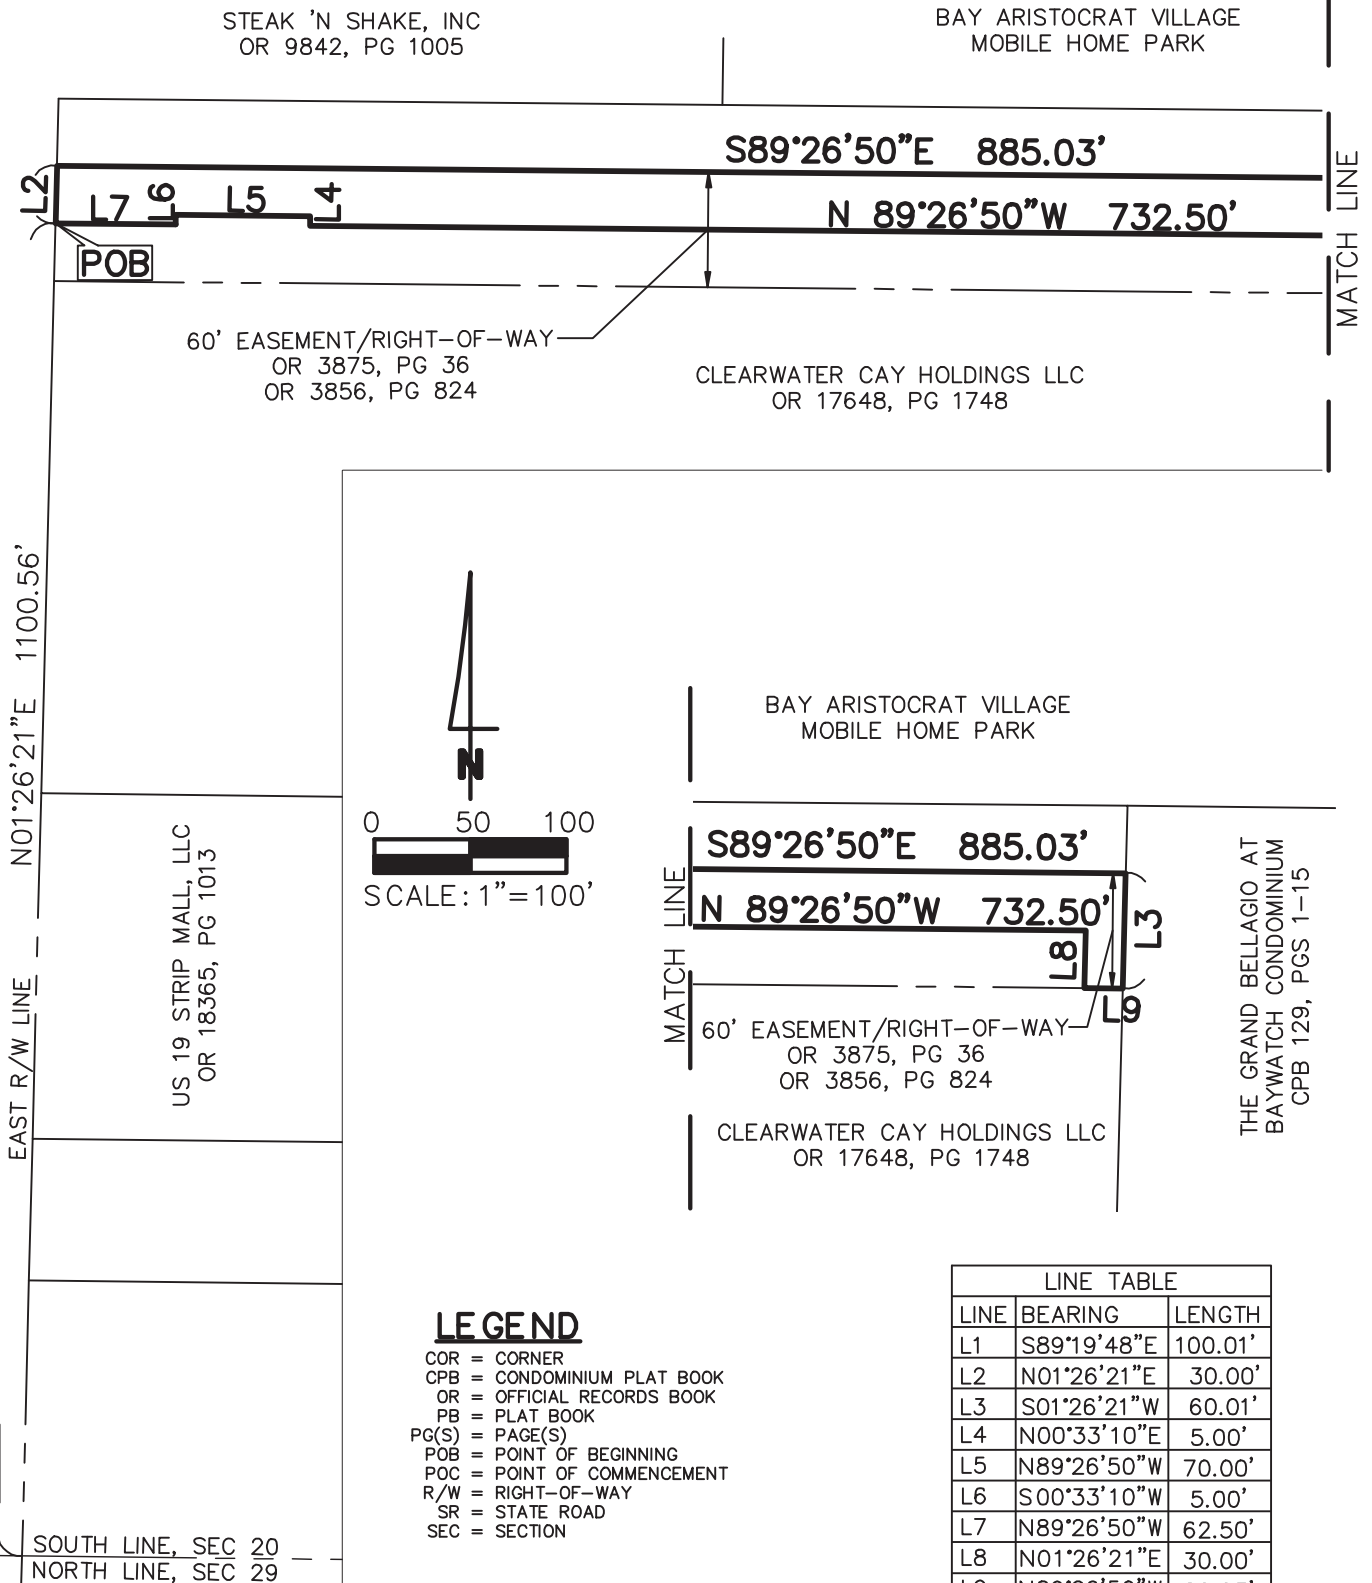 STEAK 'N SHAKE, INC
OR 9842, PG 1005
BAY ARISTOCRAT VILLAGE
MOBILE HOME PARK
S89°26'50"E 885.03'
MATCH LINE
L2
L7
L6
L5
L4
N 89°26'50"W 732.50'
POB
60' EASEMENT/RIGHT-OF-WAY
OR 3875, PG 36
OR 3856, PG 824
CLEARWATER CAY HOLDINGS LLC
OR 17648, PG 1748
N01°26'21"E 1100.56'
EAST R/W LINE
US 19 STRIP MALL, LLC
OR 18365, PG 1013
N
0 50 100
SCALE: 1"=100'
BAY ARISTOCRAT VILLAGE
MOBILE HOME PARK
MATCH LINE
S89°26'50"E 885.03'
N 89°26'50"W 732.50'
L8
L3
L9
60' EASEMENT/RIGHT-OF-WAY
OR 3875, PG 36
OR 3856, PG 824
CLEARWATER CAY HOLDINGS LLC
OR 17648, PG 1748
THE GRAND BELLAGIO AT
BAYWATCH CONDOMINIUM
CPB 129, PGS 1-15
LEGEND
COR = CORNER
CPB = CONDOMINIUM PLAT BOOK
OR = OFFICIAL RECORDS BOOK
PB = PLAT BOOK
PG(S) = PAGE(S)
POB = POINT OF BEGINNING
POC = POINT OF COMMENCEMENT
R/W = RIGHT-OF-WAY
SR = STATE ROAD
SEC = SECTION
LINE TABLE
LINE BEARING LENGTH
L1 S89°19'48"E 100.01'
L2 N01°26'21"E 30.00'
L3 S01°26'21"W 60.01'
L4 N00°33'10"E 5.00'
L5 N89°26'50"W 70.00'
L6 S00°33'10"W 5.00'
L7 N89°26'50"W 62.50'
L8 N01°26'21"E 30.00'
SOUTH LINE, SEC 20
NORTH LINE, SEC 29